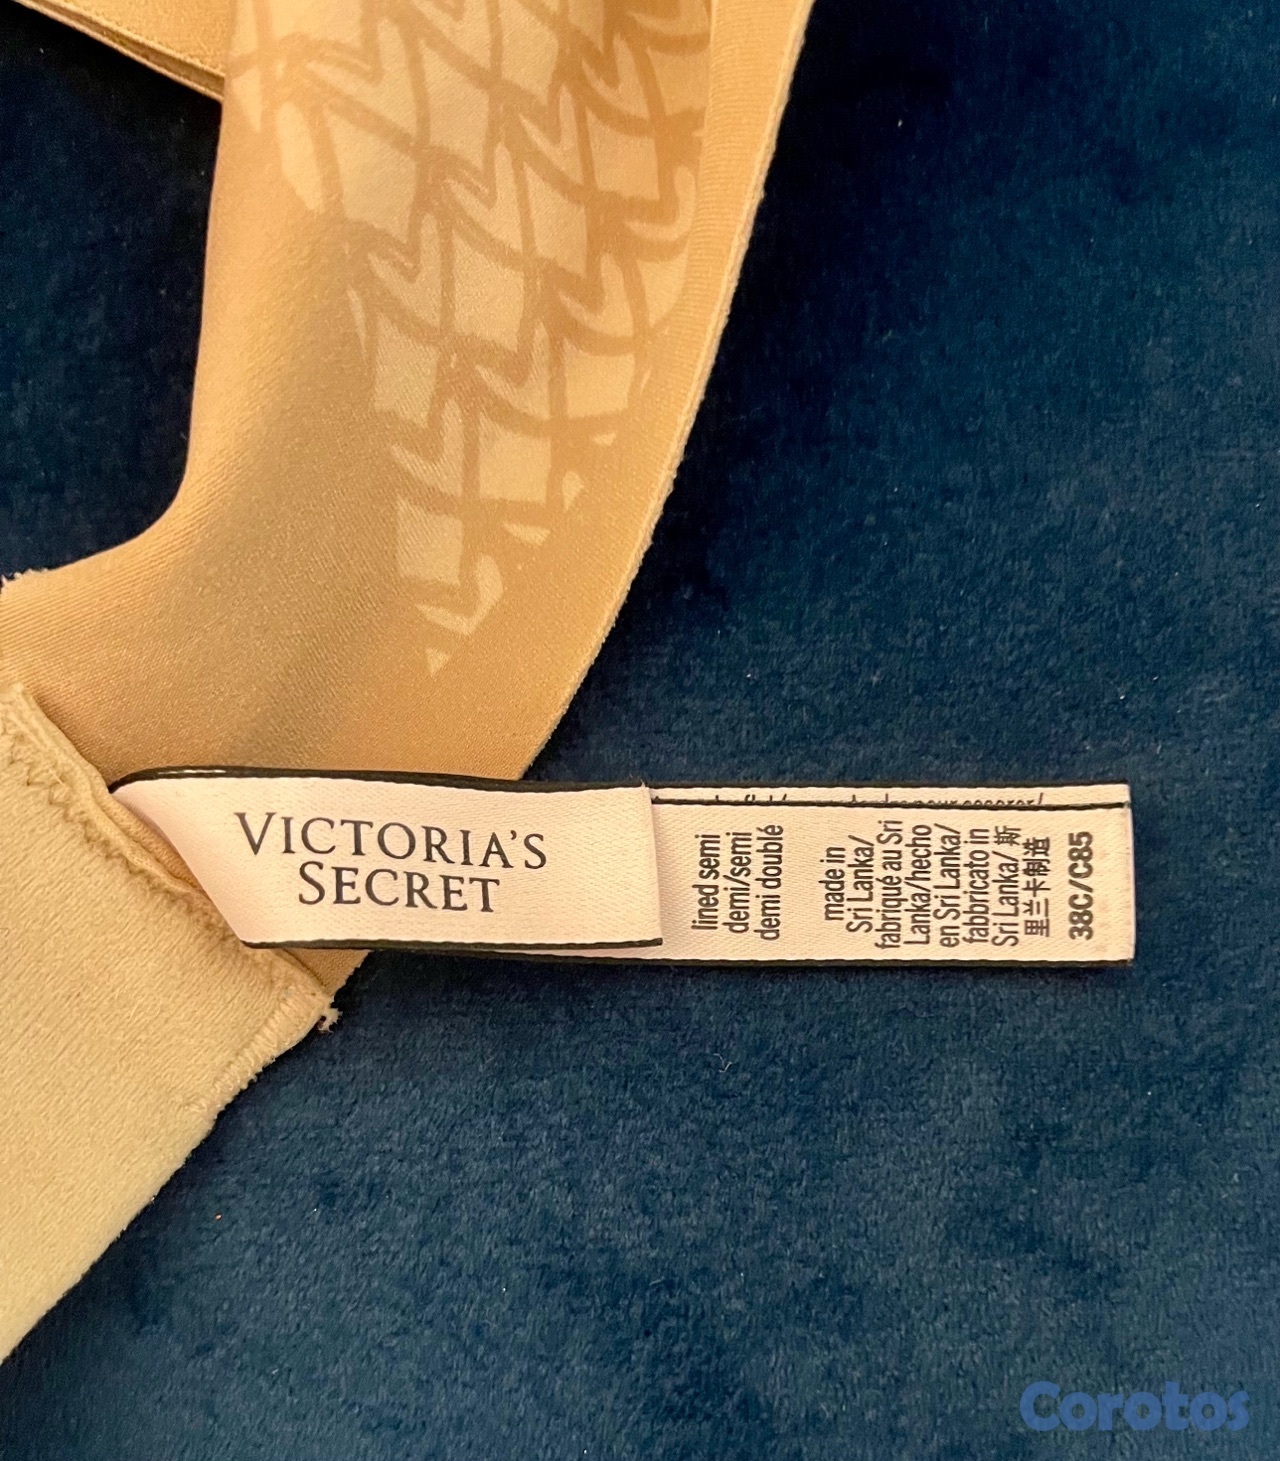 VICTORIA'S
SECRET
lined semi
demi/semi
demi doublé
made in
Sri Lanka/
fabriqué au Sri
Lanka/hecho
en Sri Lanka/
fabbricato in
Sri Lanka/ 斯
里兰卡制造
38C/C85
Corotos